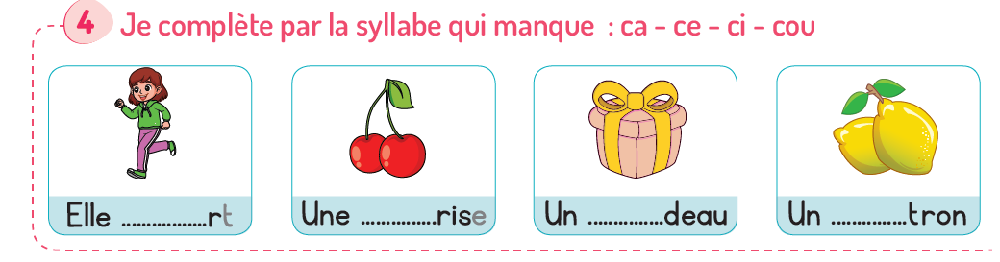 4 Je complète par la syllabe qui manque : ca - ce - ci - cou
Elle .................rt
Une ...............rise
Un ...............deau
Un ...............tron